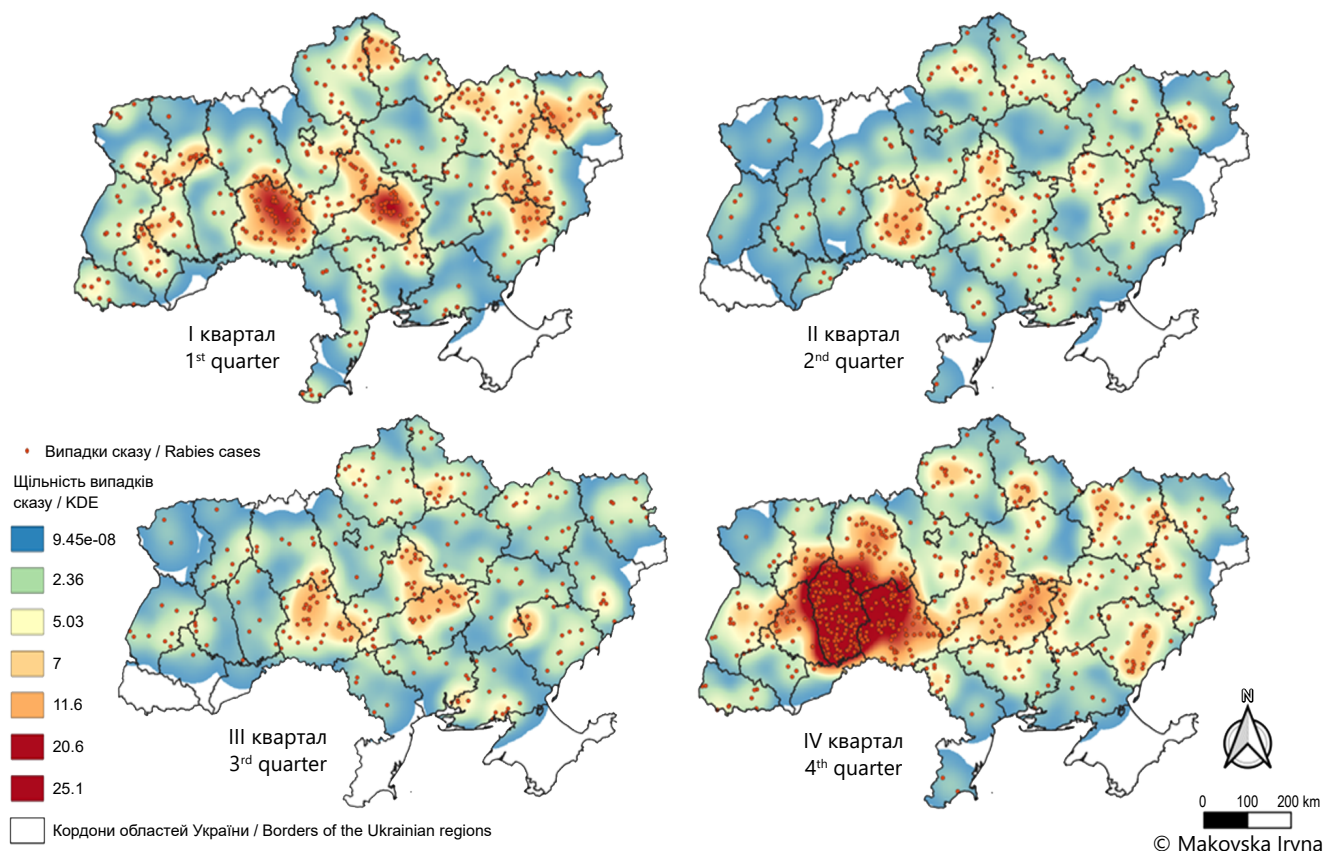 I квартал
1st quarter
II квартал
2nd quarter
Випадки сказу / Rabies cases
Щільність випадків
сказу / KDE
9.45e-08
2.36
5.03
7
11.6
20.6
25.1
Кордони областей України / Borders of the Ukrainian regions
III квартал
3rd quarter
IV квартал
4th quarter
N
0 100 200 km
© Makovska Iryna